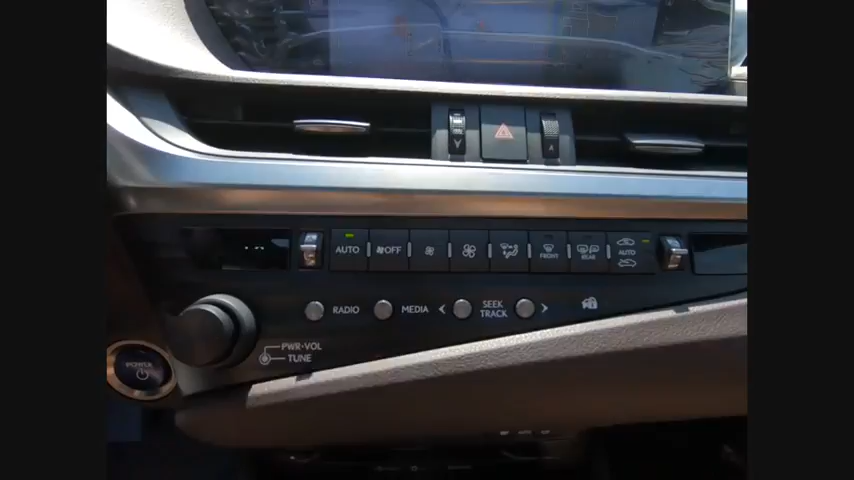 AUTO OFF FRONT REAR AUTO
RADIO MEDIA SEEK TRACK
PWR·VOL
TUNE
POWER